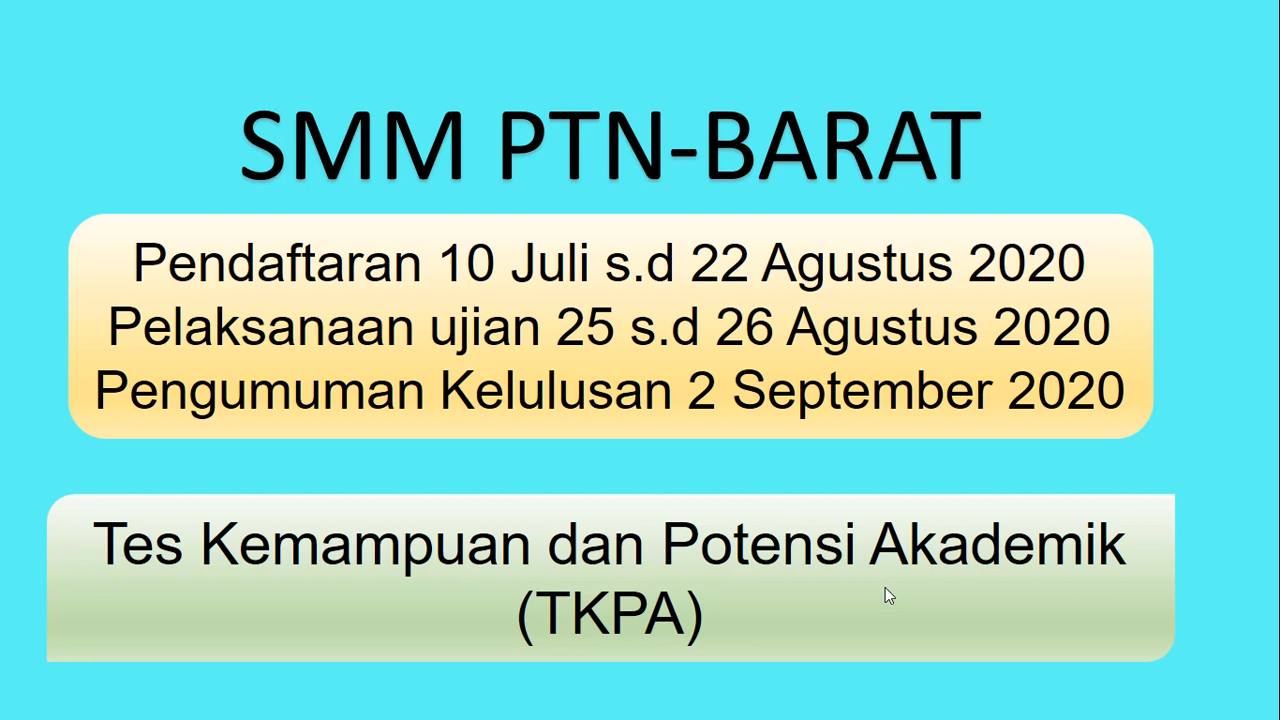 SMM PTN-BARAT
Pendaftaran 10 Juli s.d 22 Agustus 2020
Pelaksanaan ujian 25 s.d 26 Agustus 2020
Pengumuman Kelulusan 2 September 2020
Tes Kemampuan dan Potensi Akademik
(TKPA)